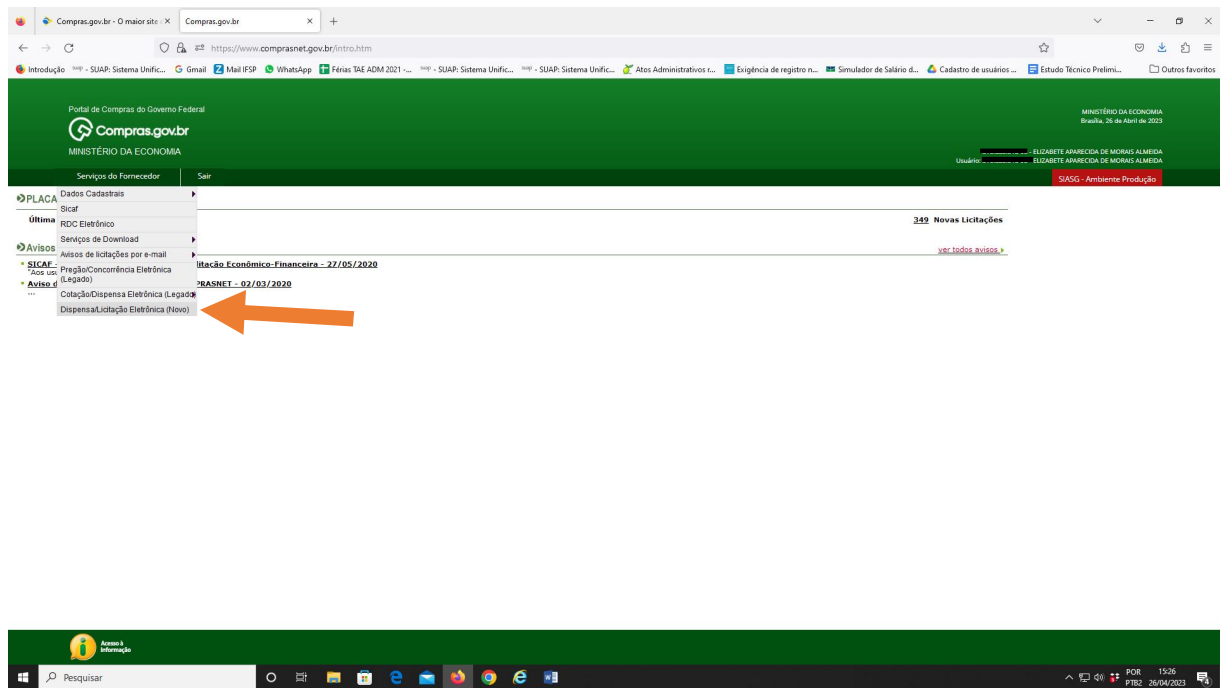 Compras.gov.br - O maior site d
Compras.gov.br
https://www.comprasnet.gov.br/intro.htm
Introdução
suap - SUAP: Sistema Unific...
Gmail
Mail IFSP
WhatsApp
Férias TAE ADM 2021 -...
suap - SUAP: Sistema Unific...
suap - SUAP: Sistema Unific...
Atos Administrativos r...
Exigência de registro n...
Simulador de Salário d...
Cadastro de usuários ...
Estudo Técnico Prelimi...
Outros favoritos
Portal de Compras do Governo Federal
Compras.gov.br
MINISTÉRIO DA ECONOMIA
MINISTÉRIO DA ECONOMIA
Brasília, 26 de Abril de 2023
- ELIZABETE APARECIDA DE MORAIS ALMEIDA
Usuário: ELIZABETE APARECIDA DE MORAIS ALMEIDA
Serviços do Fornecedor
Sair
SIASG - Ambiente Produção
PLACA
Última
349 Novas Licitações
Avisos
ver todos avisos
SICAF - litação Econômico-Financeira - 27/05/2020
"Aos usu
Aviso d PRASNET - 02/03/2020
...
Dados Cadastrais
Sicaf
RDC Eletrônico
Serviços de Download
Avisos de licitações por e-mail
Pregão/Concorrência Eletrônica
(Legado)
Cotação/Dispensa Eletrônica (Legado)
Dispensa/Licitação Eletrônica (Novo)
Acesso à
Informação
Pesquisar
POR
PTB2
15:26
26/04/2023
4